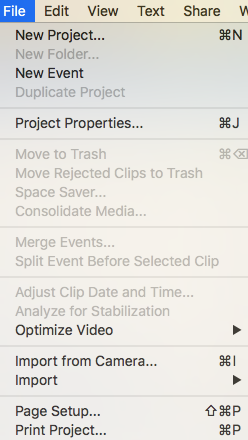 File Edit View Text Share
New Project... ⌘N
New Folder...
New Event
Duplicate Project
Project Properties... ⌘J
Move to Trash ⌘⌫
Move Rejected Clips to Trash
Space Saver...
Consolidate Media...
Merge Events...
Split Event Before Selected Clip
Adjust Clip Date and Time...
Analyze for Stabilization
Optimize Video ▶
Import from Camera... ⌘I
Import ▶
Page Setup... ⇧⌘P
Print Project... ⌘P